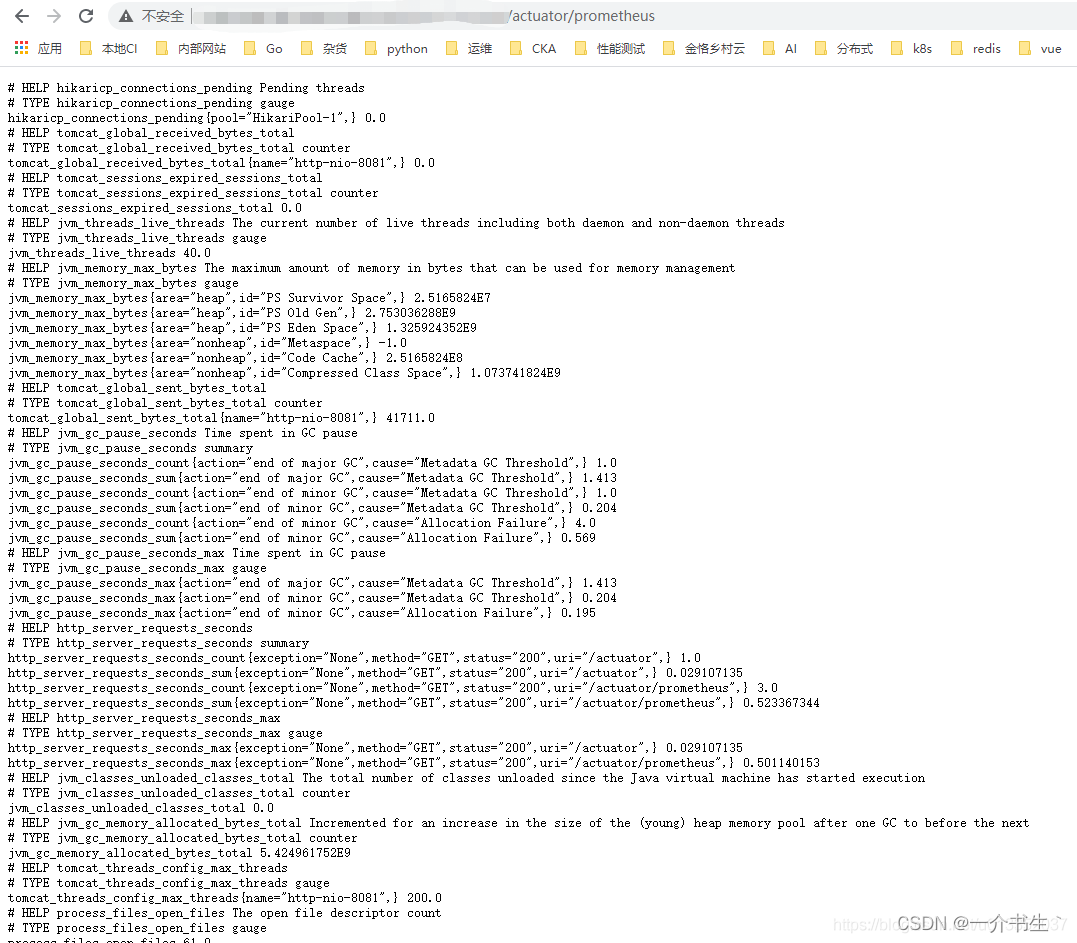 不安全 /actuator/prometheus
应用 本地CI 内部网站 Go 杂货 python 运维 CKA 性能测试 金恪乡村云 AI 分布式 k8s redis vue
# HELP hikaricp_connections_pending Pending threads
# TYPE hikaricp_connections_pending gauge
hikaricp_connections_pending{pool="HikariPool-1",} 0.0
# HELP tomcat_global_received_bytes_total
# TYPE tomcat_global_received_bytes_total counter
tomcat_global_received_bytes_total{name="http-nio-8081",} 0.0
# HELP tomcat_sessions_expired_sessions_total
# TYPE tomcat_sessions_expired_sessions_total counter
tomcat_sessions_expired_sessions_total 0.0
# HELP jvm_threads_live_threads The current number of live threads including both daemon and non-daemon threads
# TYPE jvm_threads_live_threads gauge
jvm_threads_live_threads 40.0
# HELP jvm_memory_max_bytes The maximum amount of memory in bytes that can be used for memory management
# TYPE jvm_memory_max_bytes gauge
jvm_memory_max_bytes{area="heap",id="PS Survivor Space",} 2.5165824E7
jvm_memory_max_bytes{area="heap",id="PS Old Gen",} 2.753036288E9
jvm_memory_max_bytes{area="heap",id="PS Eden Space",} 1.325924352E9
jvm_memory_max_bytes{area="nonheap",id="Metaspace",} -1.0
jvm_memory_max_bytes{area="nonheap",id="Code Cache",} 2.5165824E8
jvm_memory_max_bytes{area="nonheap",id="Compressed Class Space",} 1.073741824E9
# HELP tomcat_global_sent_bytes_total
# TYPE tomcat_global_sent_bytes_total counter
tomcat_global_sent_bytes_total{name="http-nio-8081",} 41711.0
# HELP jvm_gc_pause_seconds Time spent in GC pause
# TYPE jvm_gc_pause_seconds summary
jvm_gc_pause_seconds_count{action="end of major GC",cause="Metadata GC Threshold",} 1.0
jvm_gc_pause_seconds_sum{action="end of major GC",cause="Metadata GC Threshold",} 1.413
jvm_gc_pause_seconds_count{action="end of minor GC",cause="Metadata GC Threshold",} 1.0
jvm_gc_pause_seconds_sum{action="end of minor GC",cause="Metadata GC Threshold",} 0.204
jvm_gc_pause_seconds_count{action="end of minor GC",cause="Allocation Failure",} 4.0
jvm_gc_pause_seconds_sum{action="end of minor GC",cause="Allocation Failure",} 0.569
# HELP jvm_gc_pause_seconds_max Time spent in GC pause
# TYPE jvm_gc_pause_seconds_max gauge
jvm_gc_pause_seconds_max{action="end of major GC",cause="Metadata GC Threshold",} 1.413
jvm_gc_pause_seconds_max{action="end of minor GC",cause="Metadata GC Threshold",} 0.204
jvm_gc_pause_seconds_max{action="end of minor GC",cause="Allocation Failure",} 0.195
# HELP http_server_requests_seconds
# TYPE http_server_requests_seconds summary
http_server_requests_seconds_count{exception="None",method="GET",status="200",uri="/actuator",} 1.0
http_server_requests_seconds_sum{exception="None",method="GET",status="200",uri="/actuator",} 0.029107135
http_server_requests_seconds_count{exception="None",method="GET",status="200",uri="/actuator/prometheus",} 3.0
http_server_requests_seconds_sum{exception="None",method="GET",status="200",uri="/actuator/prometheus",} 0.523367344
# HELP http_server_requests_seconds_max
# TYPE http_server_requests_seconds_max gauge
http_server_requests_seconds_max{exception="None",method="GET",status="200",uri="/actuator",} 0.029107135
http_server_requests_seconds_max{exception="None",method="GET",status="200",uri="/actuator/prometheus",} 0.501140153
# HELP jvm_classes_unloaded_classes_total The total number of classes unloaded since the Java virtual machine has started execution
# TYPE jvm_classes_unloaded_classes_total counter
jvm_classes_unloaded_classes_total 0.0
# HELP jvm_gc_memory_allocated_bytes_total Incremented for an increase in the size of the (young) heap memory pool after one GC to before the next
# TYPE jvm_gc_memory_allocated_bytes_total counter
jvm_gc_memory_allocated_bytes_total 5.424961752E9
# HELP tomcat_threads_config_max_threads
# TYPE tomcat_threads_config_max_threads gauge
tomcat_threads_config_max_threads{name="http-nio-8081",} 200.0
# HELP process_files_open_files The open file descriptor count
# TYPE process_files_open_files gauge
process_files_open_files 61.0
CSDN @一个书生丶